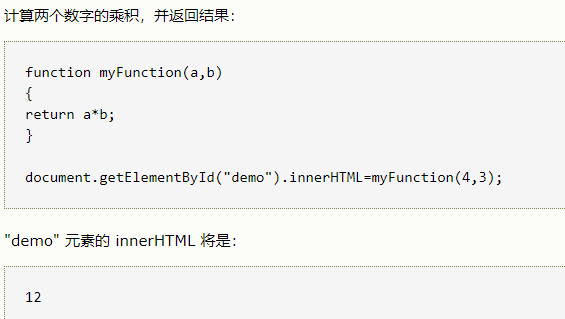 计算两个数字的乘积，并返回结果：
function myFunction(a,b)
{
return a*b;
}
document.getElementById("demo").innerHTML=myFunction(4,3);
"demo" 元素的 innerHTML 将是：
12